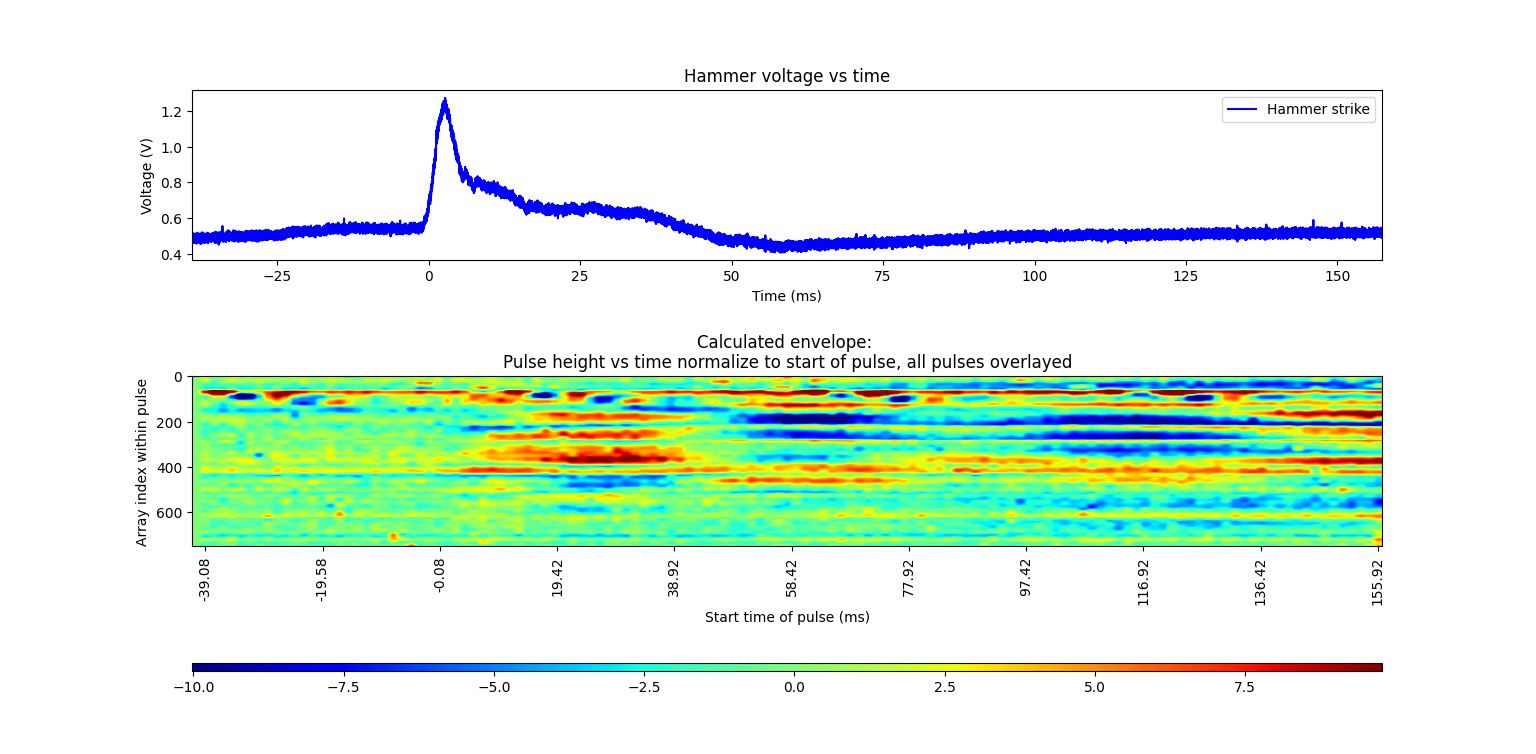 Hammer voltage vs time
Hammer strike
Voltage (V)
1.2
1.0
0.8
0.6
0.4
−25 0 25 50 75 100 125 150
Time (ms)
Calculated envelope:
Pulse height vs time normalize to start of pulse, all pulses overlayed
Array index within pulse
0
200
400
600
-39.08 -19.58 -0.08 19.42 38.92 58.42 77.92 97.42 116.92 136.42 155.92
Start time of pulse (ms)
−10.0 −7.5 −5.0 −2.5 0.0 2.5 5.0 7.5